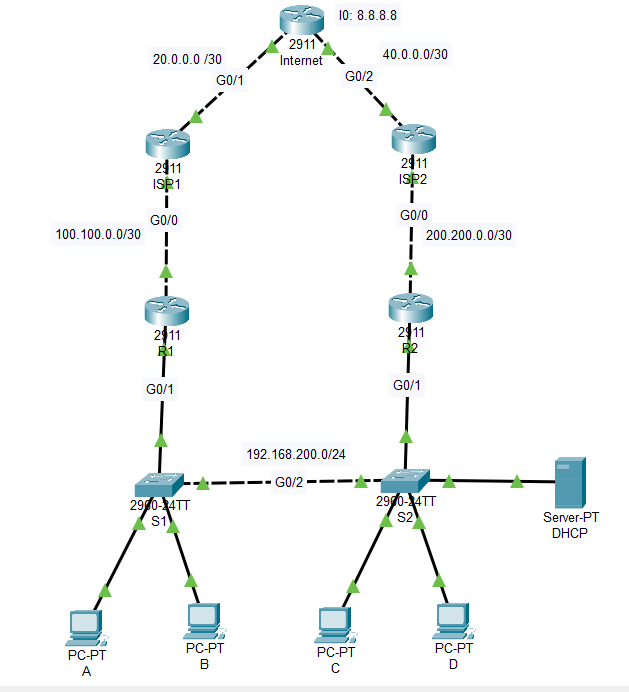 I0: 8.8.8.8
2911
Internet
20.0.0.0 /30
40.0.0.0/30
G0/1
G0/2
2911
ISP1
2911
ISP2
G0/0
G0/0
100.100.0.0/30
200.200.0.0/30
2911
R1
2911
R2
G0/1
G0/1
192.168.200.0/24
G0/2
2960-24TT
S1
2960-24TT
S2
Server-PT
DHCP
PC-PT
A
PC-PT
B
PC-PT
C
PC-PT
D